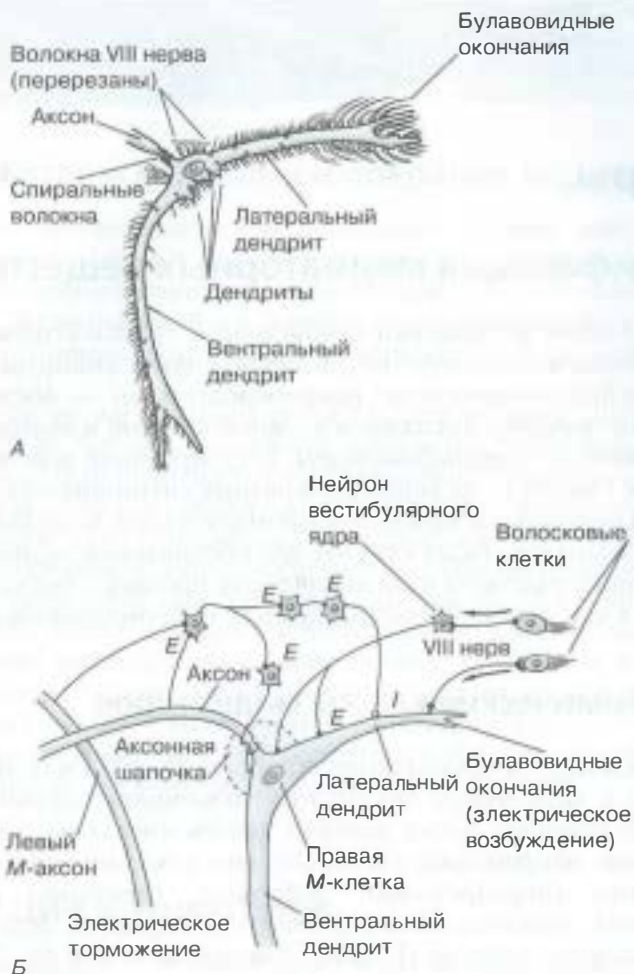 Булавовидные
окончания
Волокна VIII нерва
(перерезаны)
Аксон
Спиральные
волокна
Латеральный
дендрит
Дендриты
Вентральный
дендрит
А
Нейрон
вестибулярного
ядра
Волосковые
клетки
E
E
E
E
VIII нерв
Аксон
I
E
Аксонная
шапочка
Латеральный
дендрит
Булавовидные
окончания
(электрическое
возбуждение)
Левый
М-аксон
Правая
М-клетка
Электрическое
торможение
Вентральный
дендрит
Б